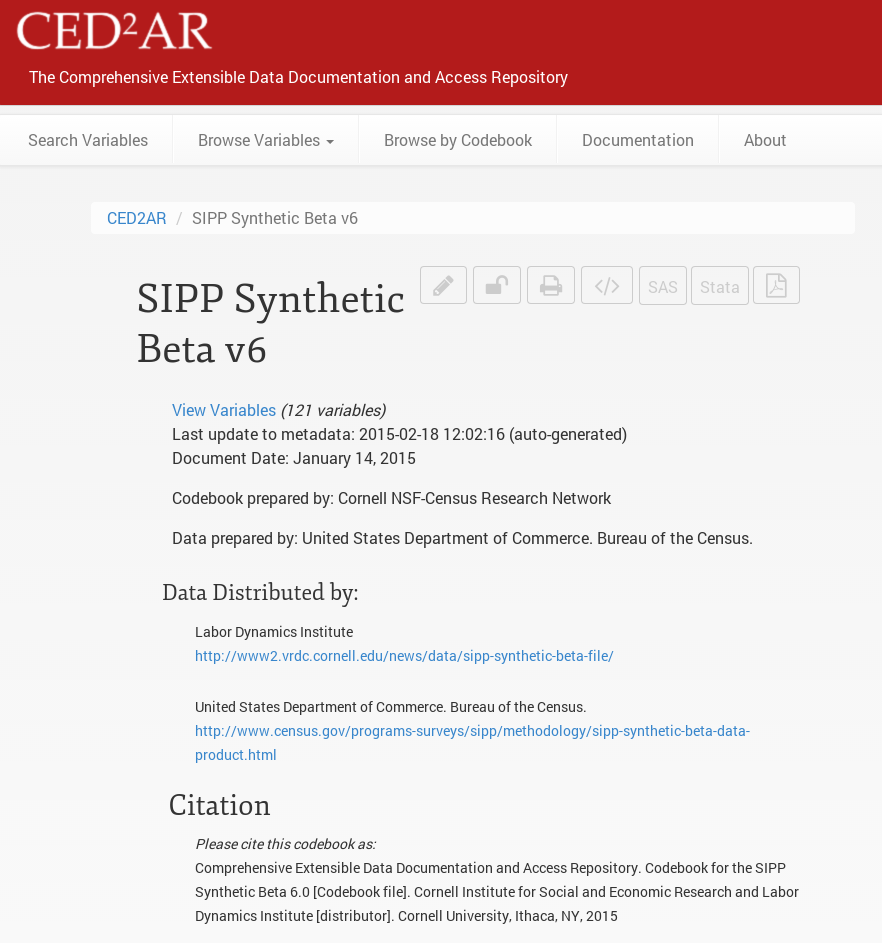 CED²AR
The Comprehensive Extensible Data Documentation and Access Repository
Search Variables Browse Variables Browse by Codebook Documentation About
CED2AR / SIPP Synthetic Beta v6
SAS Stata
SIPP Synthetic
Beta v6
View Variables (121 variables)
Last update to metadata: 2015-02-18 12:02:16 (auto-generated)
Document Date: January 14, 2015
Codebook prepared by: Cornell NSF-Census Research Network
Data prepared by: United States Department of Commerce. Bureau of the Census.
Data Distributed by:
Labor Dynamics Institute
http://www2.vrdc.cornell.edu/news/data/sipp-synthetic-beta-file/
United States Department of Commerce. Bureau of the Census.
http://www.census.gov/programs-surveys/sipp/methodology/sipp-synthetic-beta-data-
product.html
Citation
Please cite this codebook as:
Comprehensive Extensible Data Documentation and Access Repository. Codebook for the SIPP
Synthetic Beta 6.0 [Codebook file]. Cornell Institute for Social and Economic Research and Labor
Dynamics Institute [distributor]. Cornell University, Ithaca, NY, 2015